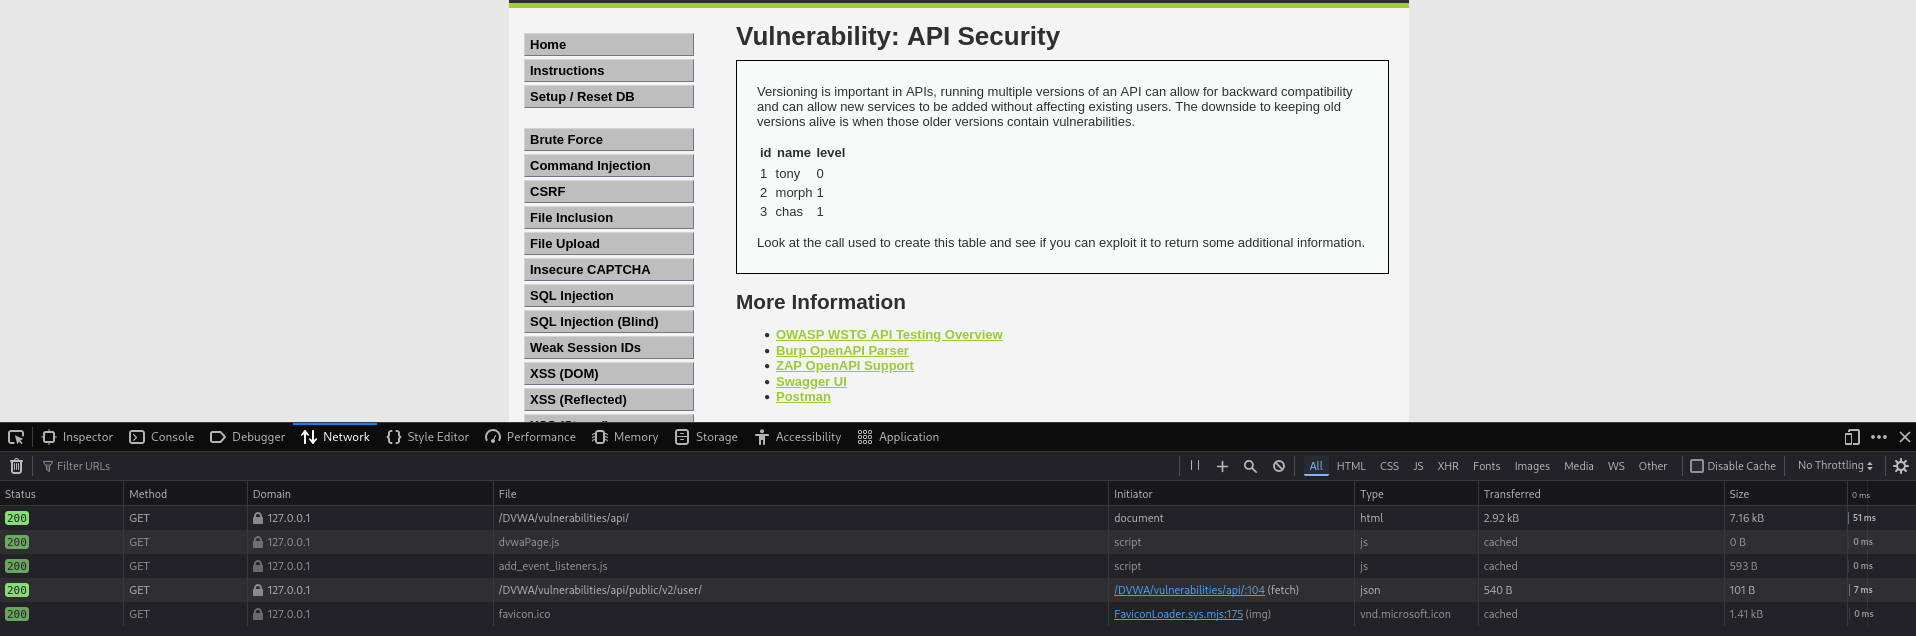 Vulnerability: API Security
Home
Instructions
Setup / Reset DB
Brute Force
Command Injection
CSRF
File Inclusion
File Upload
Insecure CAPTCHA
SQL Injection
SQL Injection (Blind)
Weak Session IDs
XSS (DOM)
XSS (Reflected)
Versioning is important in APIs, running multiple versions of an API can allow for backward compatibility
and can allow new services to be added without affecting existing users. The downside to keeping old
versions alive is when those older versions contain vulnerabilities.
id name level
1 tony 0
2 morph 1
3 chas 1
Look at the call used to create this table and see if you can exploit it to return some additional information.
More Information
• OWASP WSTG API Testing Overview
• Burp OpenAPI Parser
• ZAP OpenAPI Support
• Swagger UI
• Postman
Inspector Console Debugger Network Style Editor Performance Memory Storage Accessibility Application
Filter URLs All HTML CSS JS XHR Fonts Images Media WS Other Disable Cache No Throttling
Status Method Domain File Initiator Type Transferred Size 0 ms
200 GET 127.0.0.1 /DVWA/vulnerabilities/api/ document html 2.92 kB 7.16 kB 51 ms
200 GET 127.0.0.1 dvwaPage.js script js cached 0 B 0 ms
200 GET 127.0.0.1 add_event_listeners.js script js cached 593 B 0 ms
200 GET 127.0.0.1 /DVWA/vulnerabilities/api/public/v2/user/ /DVWA/vulnerabilities/api/:104 (fetch) json 540 B 101 B 7 ms
200 GET 127.0.0.1 favicon.ico FaviconLoader.sys.mjs:175 (img) vnd.microsoft.icon cached 1.41 kB 0 ms